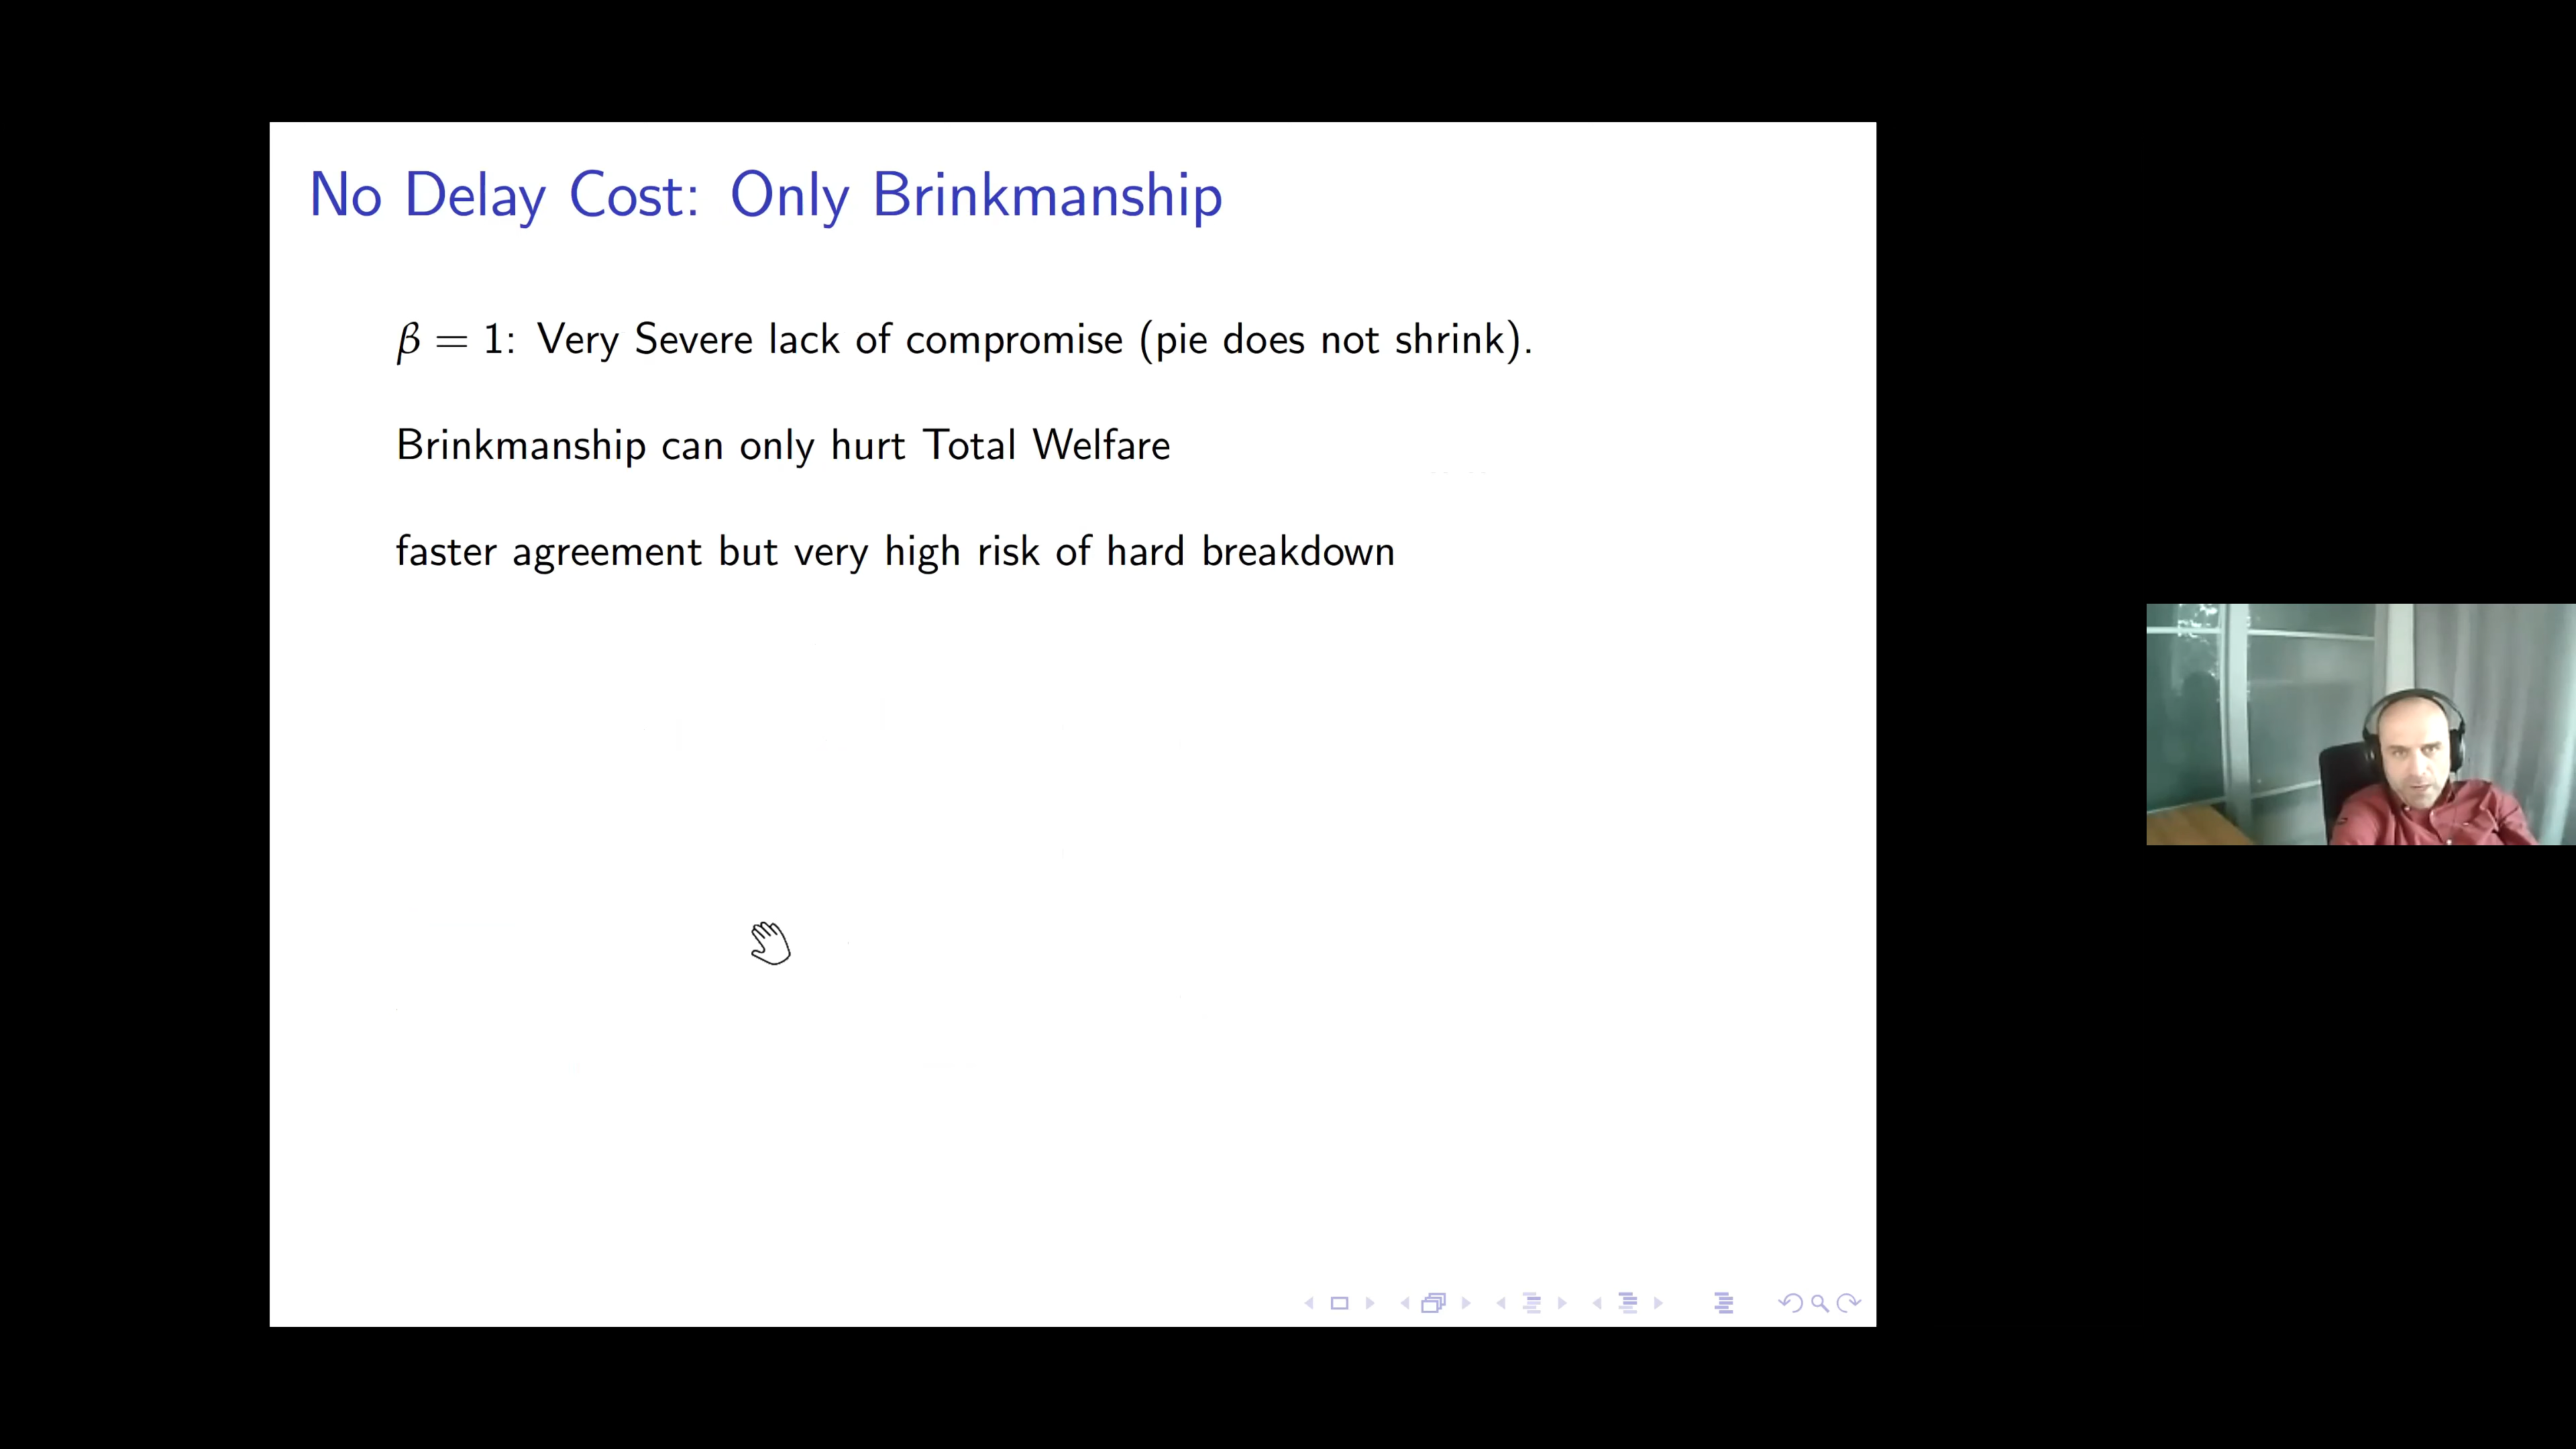 No Delay Cost: Only Brinkmanship
β = 1: Very Severe lack of compromise (pie does not shrink).
Brinkmanship can only hurt Total Welfare
faster agreement but very high risk of hard breakdown